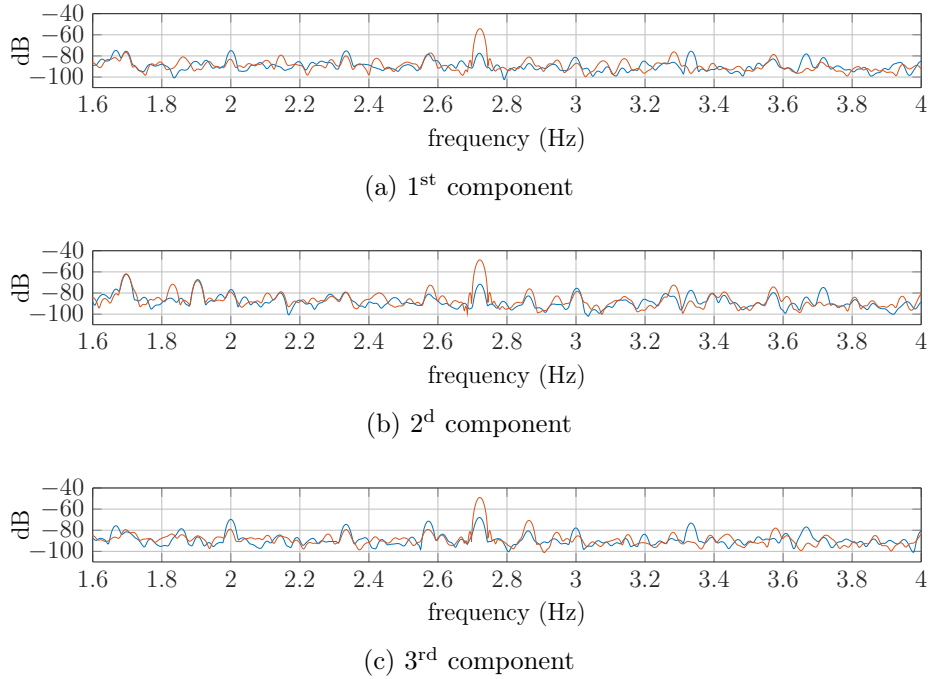 −40
−60
−80
−100
dB
1.6 1.8 2 2.2 2.4 2.6 2.8 3 3.2 3.4 3.6 3.8 4
frequency (Hz)
(a) 1st component
−40
−60
−80
−100
dB
1.6 1.8 2 2.2 2.4 2.6 2.8 3 3.2 3.4 3.6 3.8 4
frequency (Hz)
(b) 2d component
−40
−60
−80
−100
dB
1.6 1.8 2 2.2 2.4 2.6 2.8 3 3.2 3.4 3.6 3.8 4
frequency (Hz)
(c) 3rd component